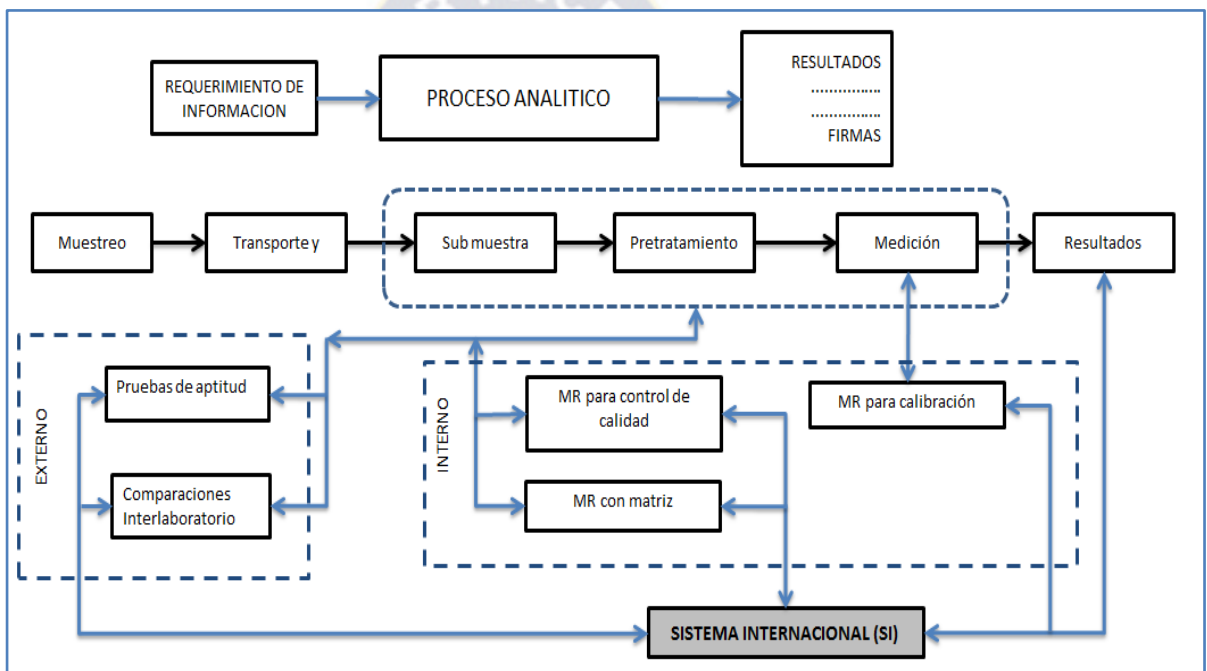 REQUERIMIENTO DE
INFORMACION
PROCESO ANALITICO
RESULTADOS
................
................
FIRMAS
Muestreo
Transporte y
Sub muestra
Pretratamiento
Medición
Resultados
EXTERNO
Pruebas de aptitud
Comparaciones
Interlaboratorio
INTERNO
MR para control de
calidad
MR con matriz
MR para calibración
SISTEMA INTERNACIONAL (SI)